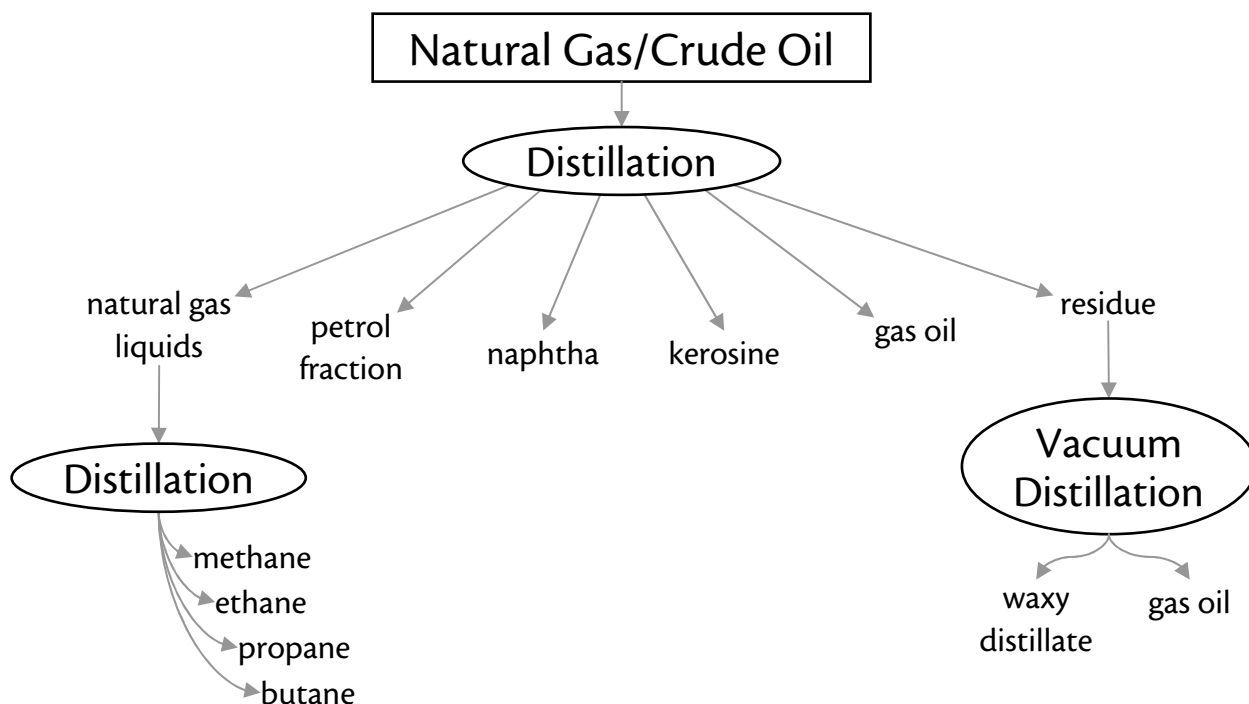 Natural Gas/Crude Oil
Distillation
natural gas
liquids
petrol
fraction
naphtha
kerosine
gas oil
residue
Distillation
methane
ethane
propane
butane
Vacuum
Distillation
waxy
distillate
gas oil